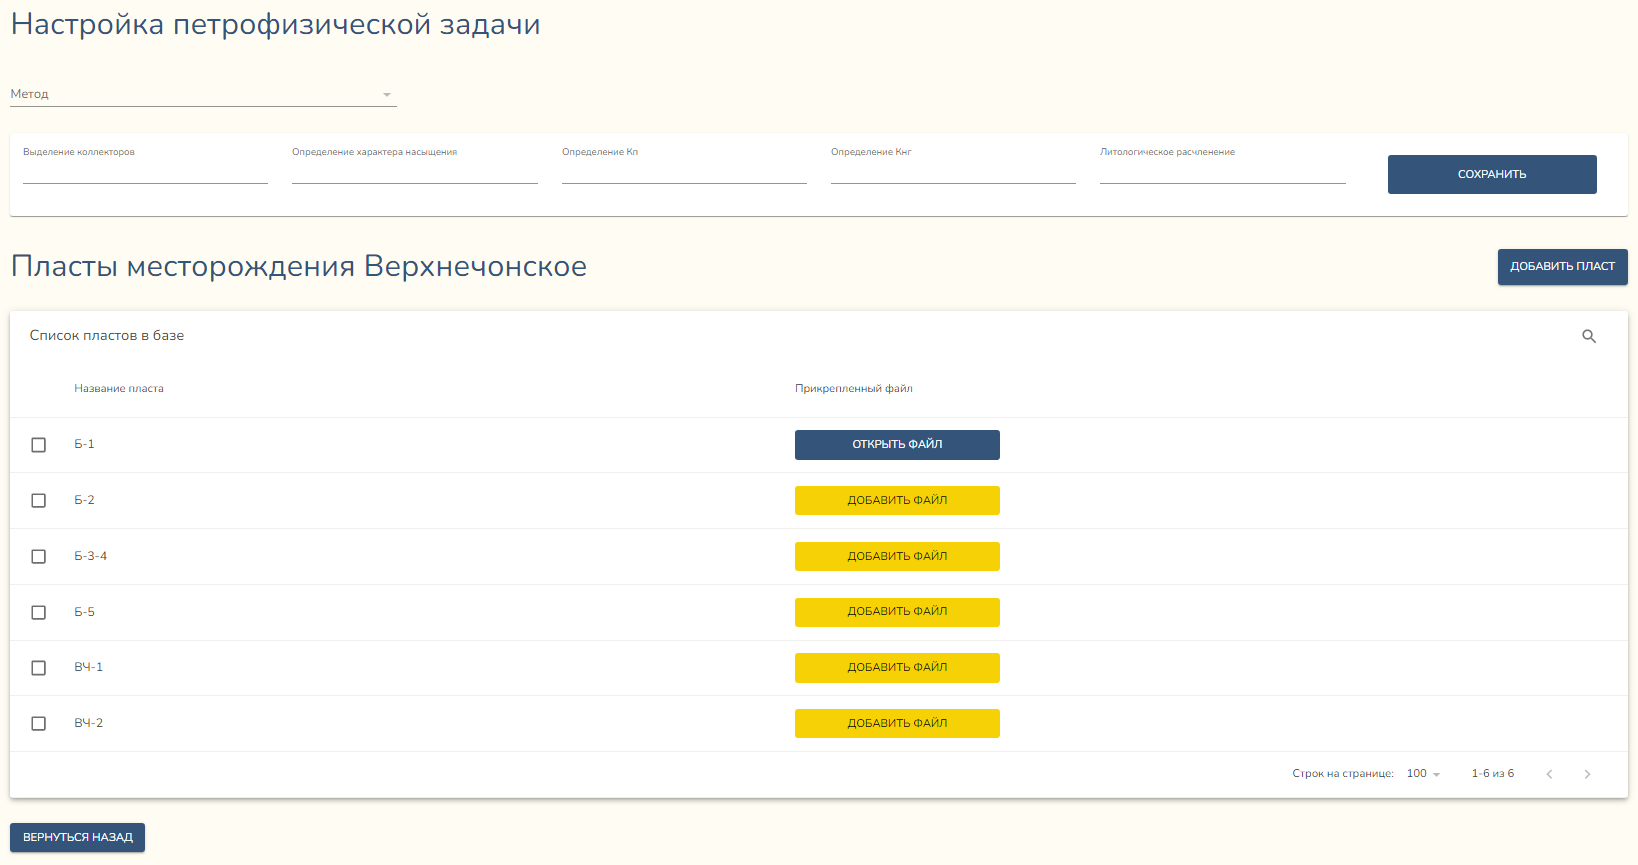 Настройка петрофизической задачи
Метод
Выделение коллекторов Определение характера насыщения Определение Кп Определение Кнг Литологическое расчленение
СОХРАНИТЬ
Пласты месторождения Верхнечонское
ДОБАВИТЬ ПЛАСТ
Список пластов в базе
Название пласта Прикрепленный файл
Б-1 ОТКРЫТЬ ФАЙЛ
Б-2 ДОБАВИТЬ ФАЙЛ
Б-3-4 ДОБАВИТЬ ФАЙЛ
Б-5 ДОБАВИТЬ ФАЙЛ
ВЧ-1 ДОБАВИТЬ ФАЙЛ
ВЧ-2 ДОБАВИТЬ ФАЙЛ
Строк на странице: 100 1-6 из 6
ВЕРНУТЬСЯ НАЗАД